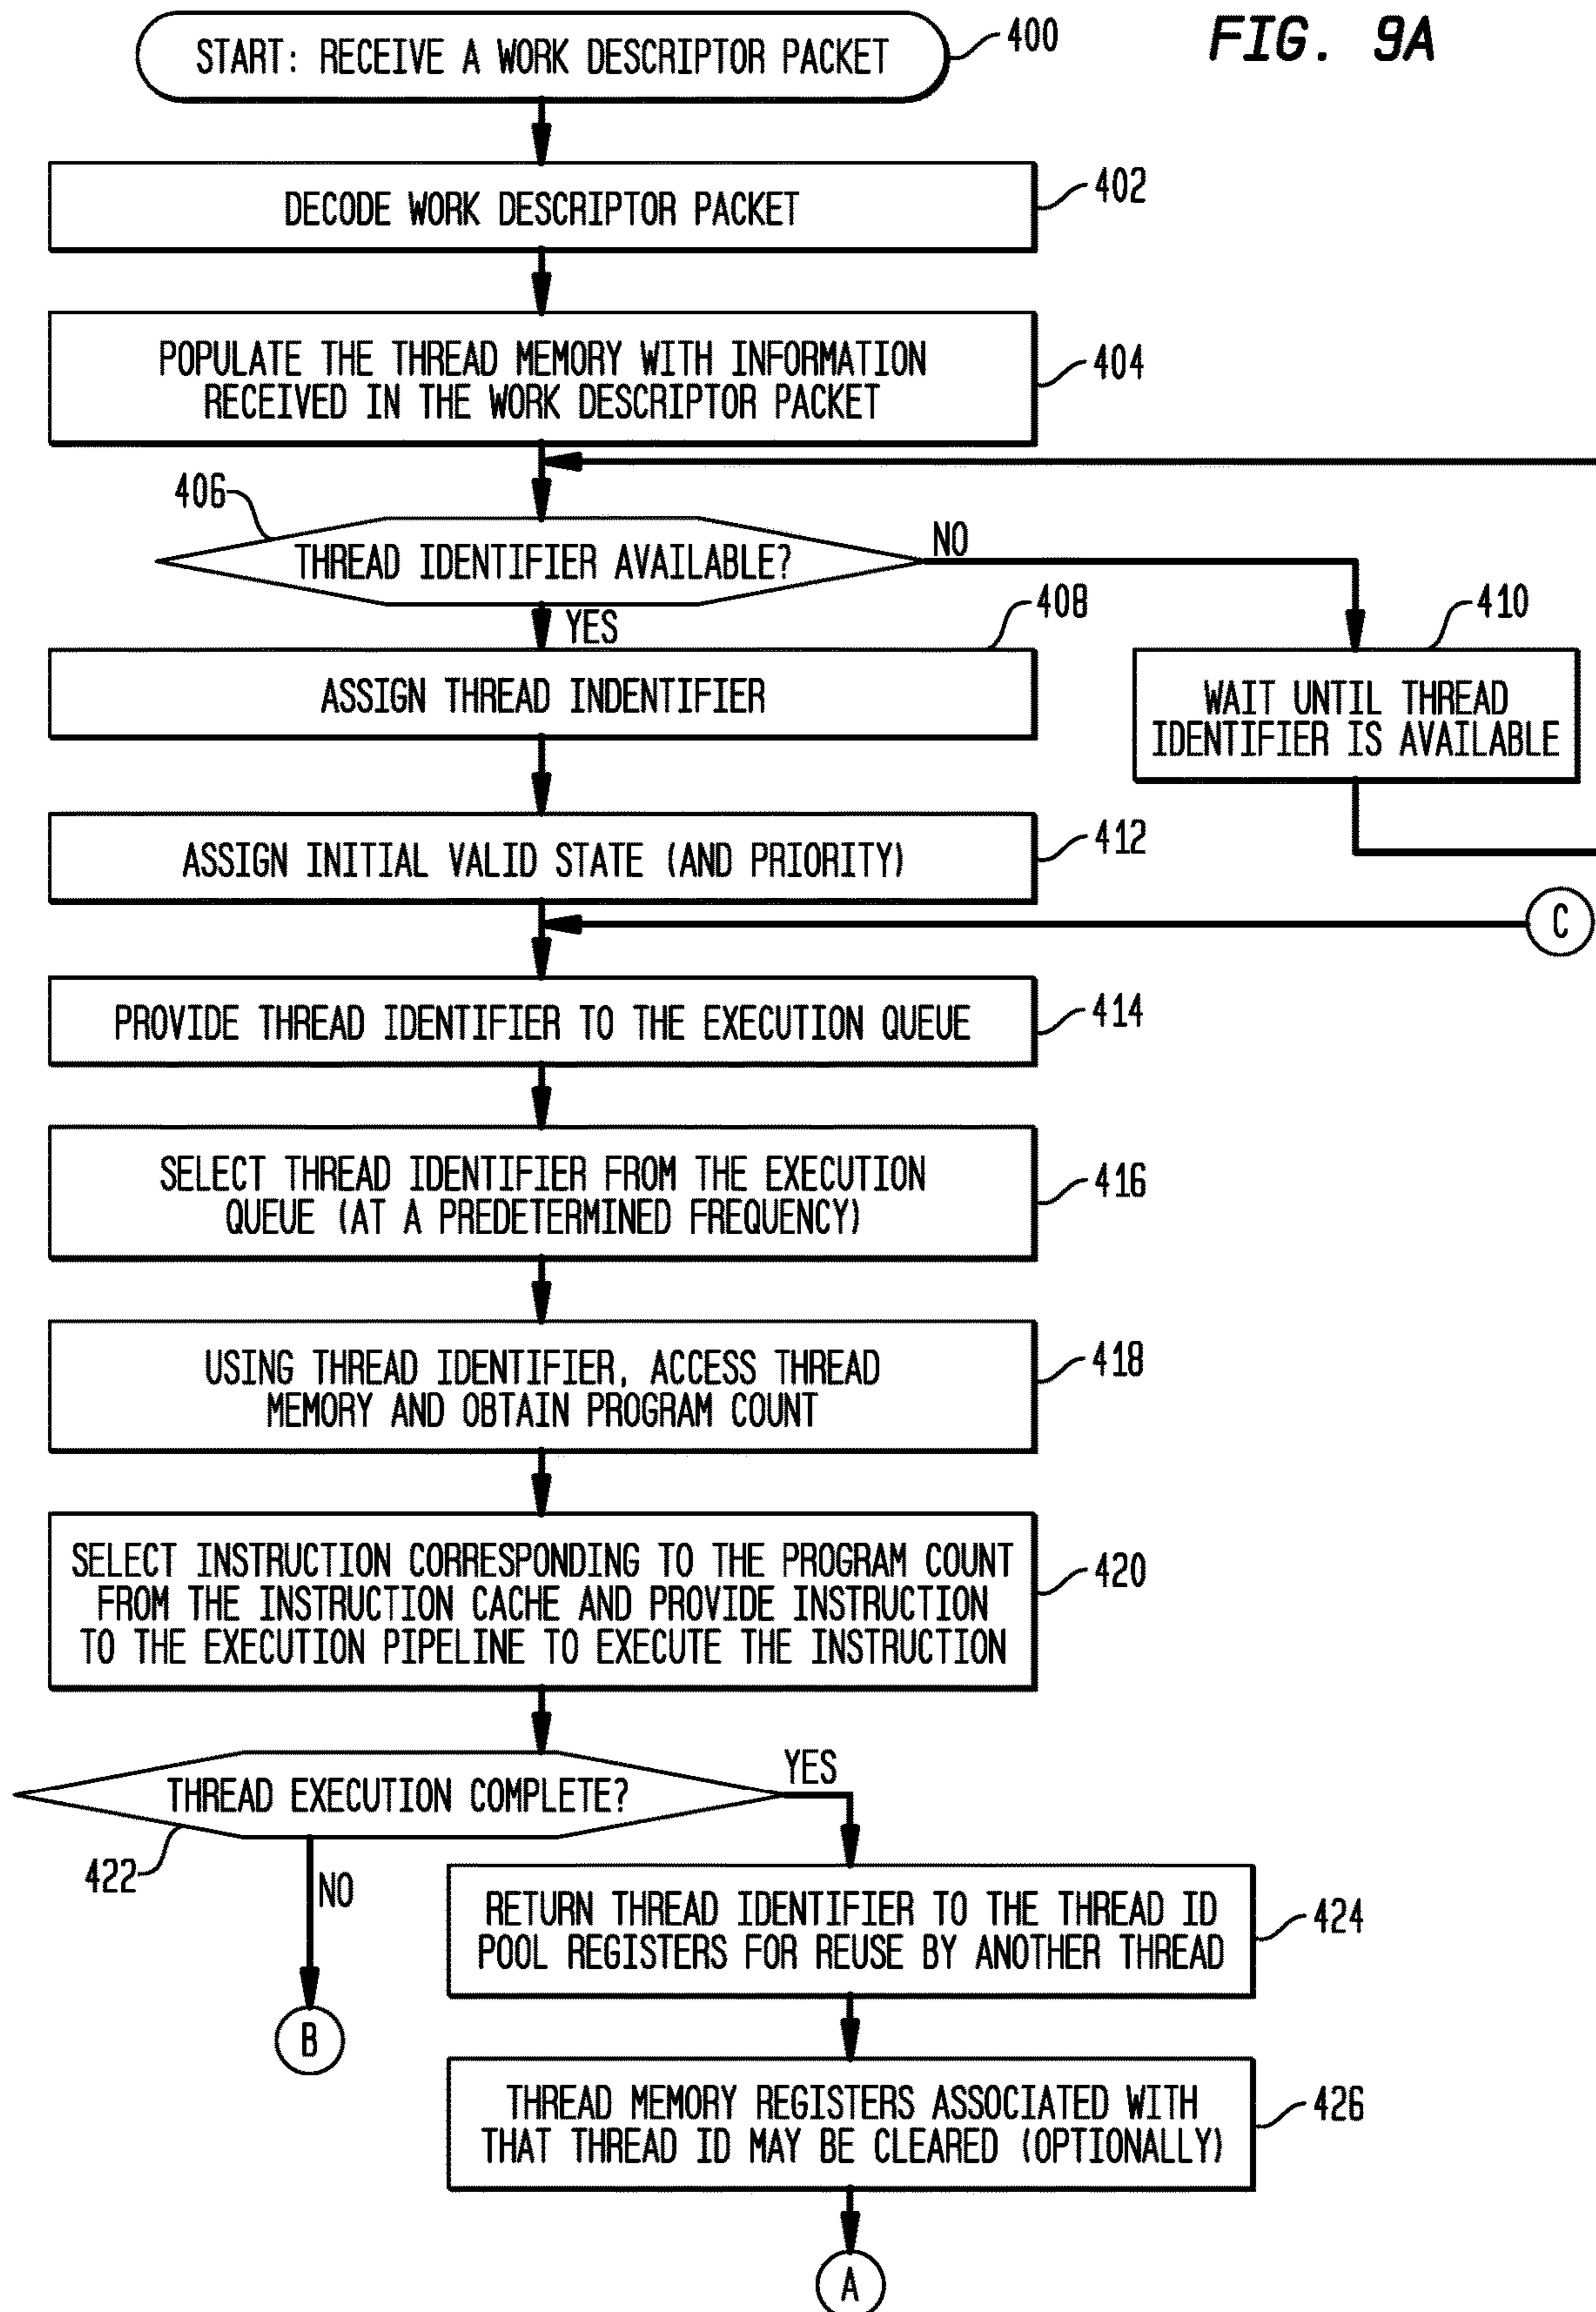 FIG. 9A
START: RECEIVE A WORK DESCRIPTOR PACKET
400
DECODE WORK DESCRIPTOR PACKET
402
POPULATE THE THREAD MEMORY WITH INFORMATION
RECEIVED IN THE WORK DESCRIPTOR PACKET
404
406
THREAD IDENTIFIER AVAILABLE?
NO
YES
408
ASSIGN THREAD INDENTIFIER
410
WAIT UNTIL THREAD
IDENTIFIER IS AVAILABLE
ASSIGN INITIAL VALID STATE (AND PRIORITY)
412
C
PROVIDE THREAD IDENTIFIER TO THE EXECUTION QUEUE
414
SELECT THREAD IDENTIFIER FROM THE EXECUTION
QUEUE (AT A PREDETERMINED FREQUENCY)
416
USING THREAD IDENTIFIER, ACCESS THREAD
MEMORY AND OBTAIN PROGRAM COUNT
418
SELECT INSTRUCTION CORRESPONDING TO THE PROGRAM COUNT
FROM THE INSTRUCTION CACHE AND PROVIDE INSTRUCTION
TO THE EXECUTION PIPELINE TO EXECUTE THE INSTRUCTION
420
THREAD EXECUTION COMPLETE?
YES
422
NO
B
RETURN THREAD IDENTIFIER TO THE THREAD ID
POOL REGISTERS FOR REUSE BY ANOTHER THREAD
424
THREAD MEMORY REGISTERS ASSOCIATED WITH
THAT THREAD ID MAY BE CLEARED (OPTIONALLY)
426
A